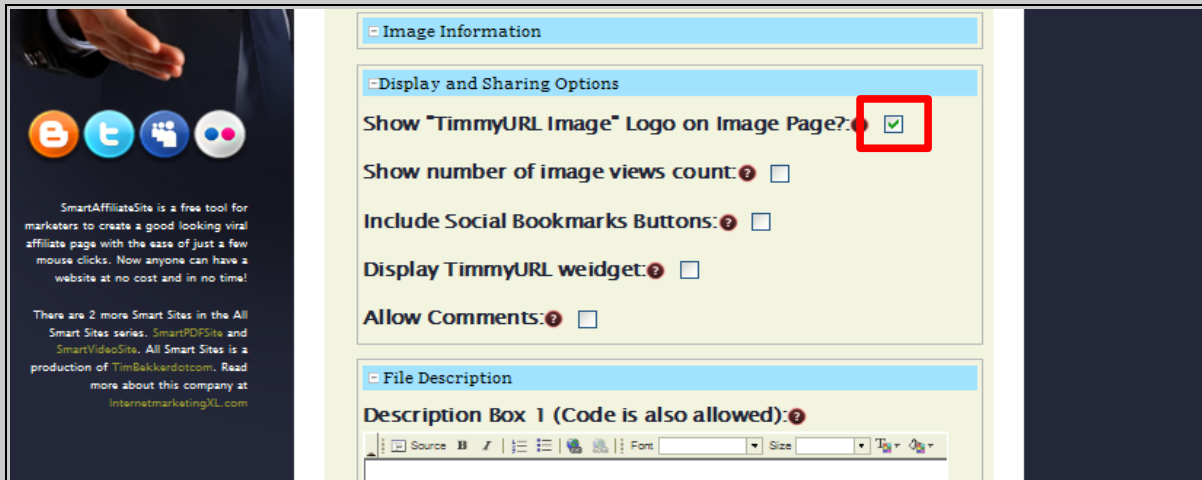 SmartAffiliateSite is a free tool for
marketers to create a good looking viral
affiliate page with the ease of just a few
mouse clicks. Now anyone can have a
website at no cost and in no time!
There are 2 more Smart Sites in the All
Smart Sites series. SmartPDFSite and
SmartVideoSite. All Smart Sites is a
production of TimBekkerdotcom. Read
more about this company at
InternetmarketingXL.com
Image Information
Display and Sharing Options
Show "TimmyURL Image" Logo on Image Page?:
Show number of image views count:
Include Social Bookmarks Buttons:
Display TimmyURL weidget:
Allow Comments:
File Description
Description Box 1 (Code is also allowed):
Source B I Font Size T